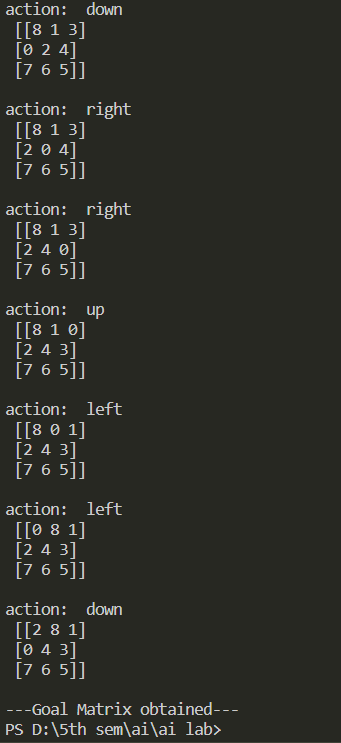 action:  down
 [[8 1 3]
 [0 2 4]
 [7 6 5]]
action:  right
 [[8 1 3]
 [2 0 4]
 [7 6 5]]
action:  right
 [[8 1 3]
 [2 4 0]
 [7 6 5]]
action:  up
 [[8 1 0]
 [2 4 3]
 [7 6 5]]
action:  left
 [[8 0 1]
 [2 4 3]
 [7 6 5]]
action:  left
 [[0 8 1]
 [2 4 3]
 [7 6 5]]
action:  down
 [[2 8 1]
 [0 4 3]
 [7 6 5]]
---Goal Matrix obtained---
PS D:\5th sem\ai\ai lab>